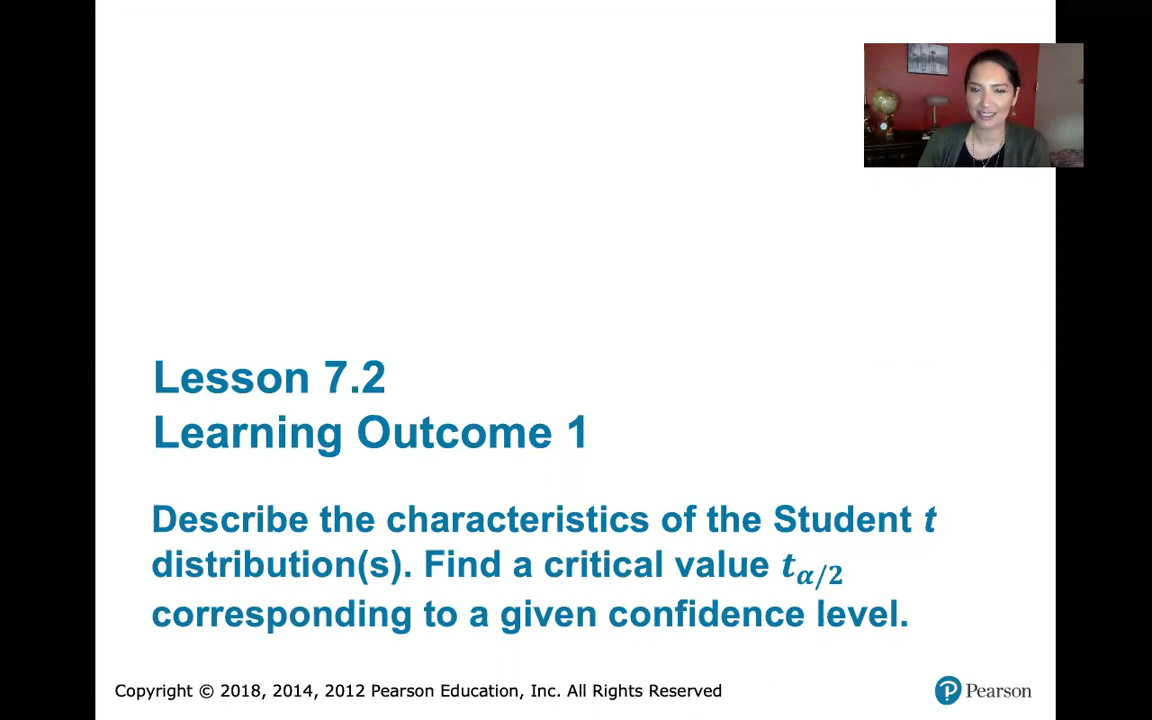 Lesson 7.2
Learning Outcome 1
Describe the characteristics of the Student t
distribution(s). Find a critical value t_{α/2}
corresponding to a given confidence level.
Copyright © 2018, 2014, 2012 Pearson Education, Inc. All Rights Reserved
Pearson